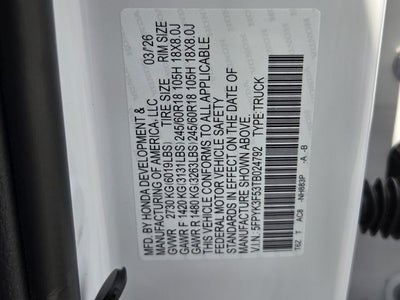 MFD. BY HONDA DEVELOPMENT & 03/26
MANUFACTURING OF AMERICA, LLC
GVWR 2730 KG(6019LBS) TIRE SIZE RIM SIZE
GAWR F 1420 KG(3131LBS) 245/60R18 105H 18X8.0J
GAWR R 1480 KG(3263LBS) 245/60R18 105H 18X8.0J
THIS VEHICLE CONFORMS TO ALL APPLICABLE
FEDERAL MOTOR VEHICLE SAFETY
STANDARDS IN EFFECT ON THE DATE OF
MANUFACTURE SHOWN ABOVE.
V.I.N: 5FPYK3F53TB024792 TYPE:TRUCK
T6Z T AC8 -NH883P -A -B